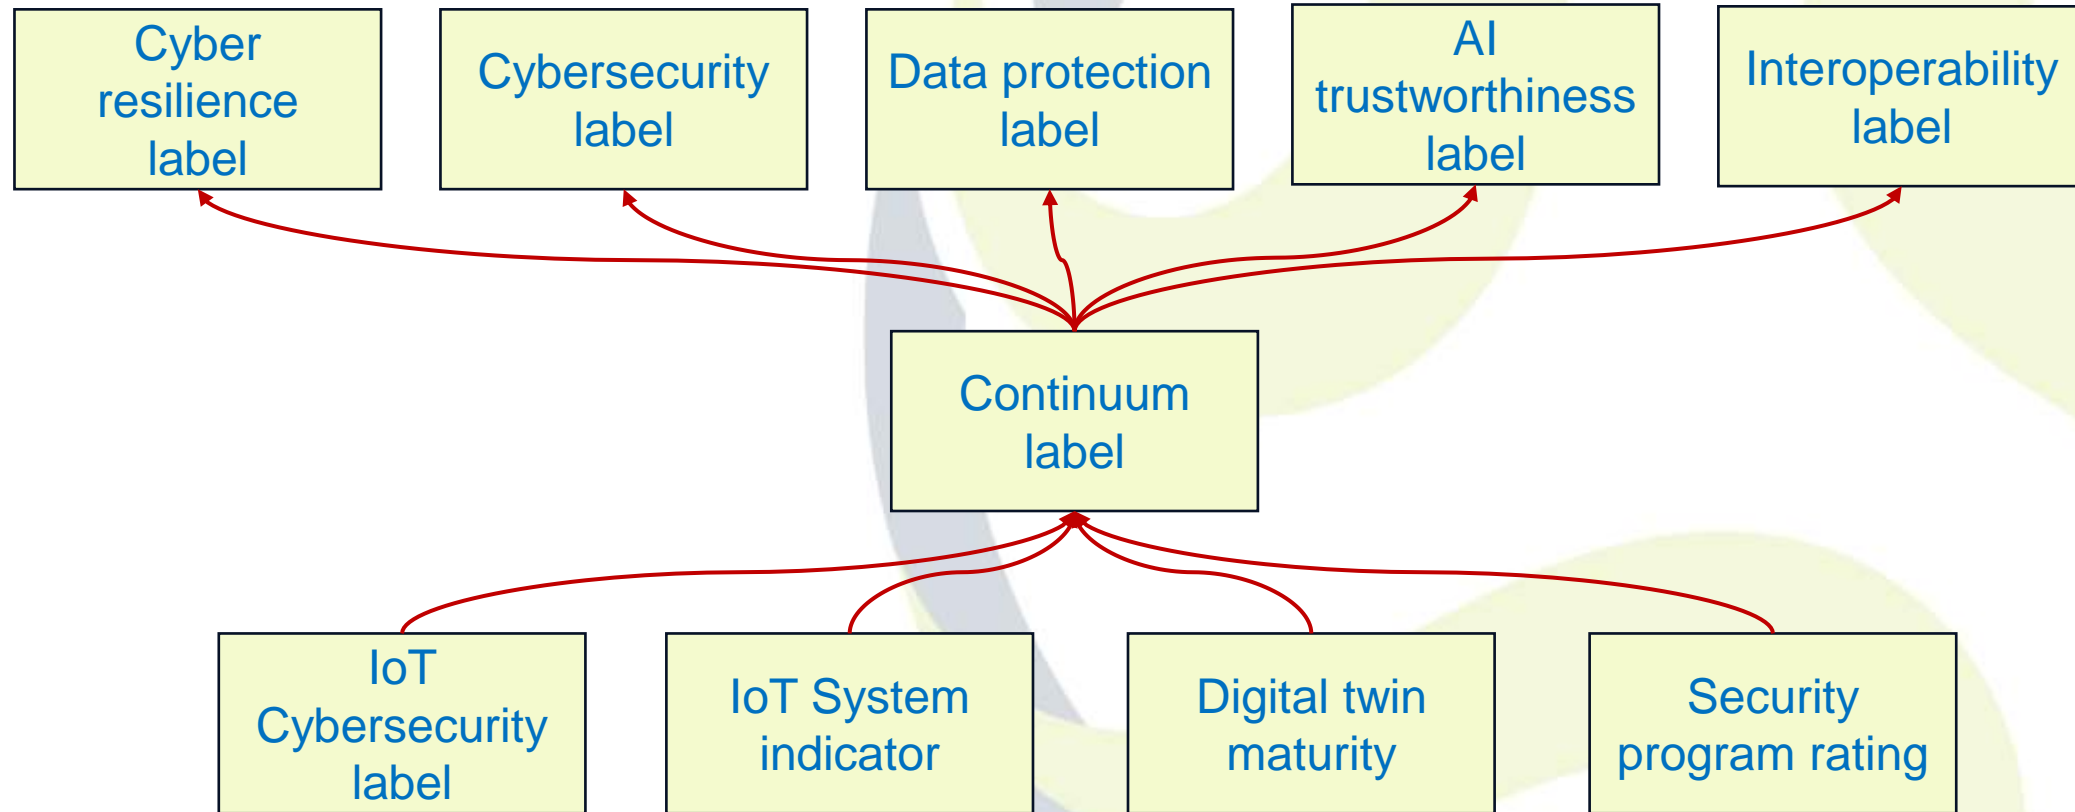 Cyber
resilience
label
Cybersecurity
label
Data protection
label
AI
trustworthiness
label
Interoperability
label
Continuum
label
IoT
Cybersecurity
label
IoT System
indicator
Digital twin
maturity
Security
program rating